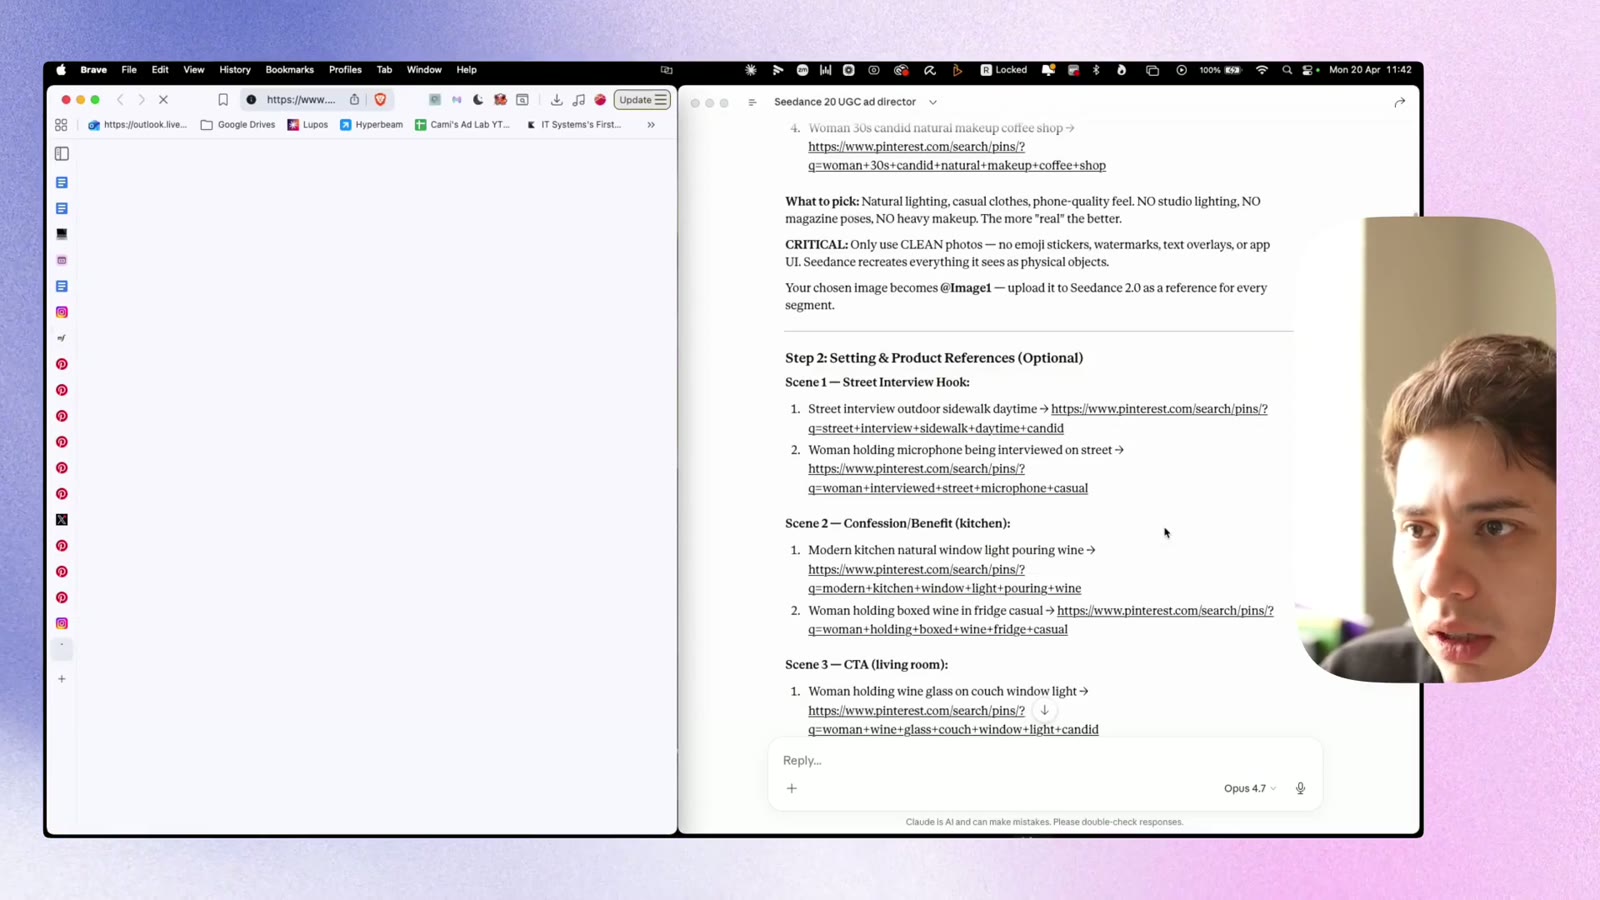 Brave File Edit View History Bookmarks Profiles Tab Window Help
Locked 100% Mon 20 Apr 11:42
https://www....
Update
https://outlook.live... Google Drives Lupos Hyperbeam Cami's Ad Lab YT... IT Systems's First... »
Seedance 20 UGC ad director
4. Woman 30s candid natural makeup coffee shop →
https://www.pinterest.com/search/pins/?
q=woman+30s+candid+natural+makeup+coffee+shop
What to pick: Natural lighting, casual clothes, phone-quality feel. NO studio lighting, NO
magazine poses, NO heavy makeup. The more "real" the better.
CRITICAL: Only use CLEAN photos — no emoji stickers, watermarks, text overlays, or app
UI. Seedance recreates everything it sees as physical objects.
Your chosen image becomes @Image1 — upload it to Seedance 2.0 as a reference for every
segment.
Step 2: Setting & Product References (Optional)
Scene 1 — Street Interview Hook:
1. Street interview outdoor sidewalk daytime → https://www.pinterest.com/search/pins/?
q=street+interview+sidewalk+daytime+candid
2. Woman holding microphone being interviewed on street →
https://www.pinterest.com/search/pins/?
q=woman+interviewed+street+microphone+casual
Scene 2 — Confession/Benefit (kitchen):
1. Modern kitchen natural window light pouring wine →
https://www.pinterest.com/search/pins/?
q=modern+kitchen+window+light+pouring+wine
2. Woman holding boxed wine in fridge casual → https://www.pinterest.com/search/pins/?
q=woman+holding+boxed+wine+fridge+casual
Scene 3 — CTA (living room):
1. Woman holding wine glass on couch window light →
https://www.pinterest.com/search/pins/?
q=woman+wine+glass+couch+window+light+candid
Reply...
Opus 4.7
Claude is AI and can make mistakes. Please double-check responses.